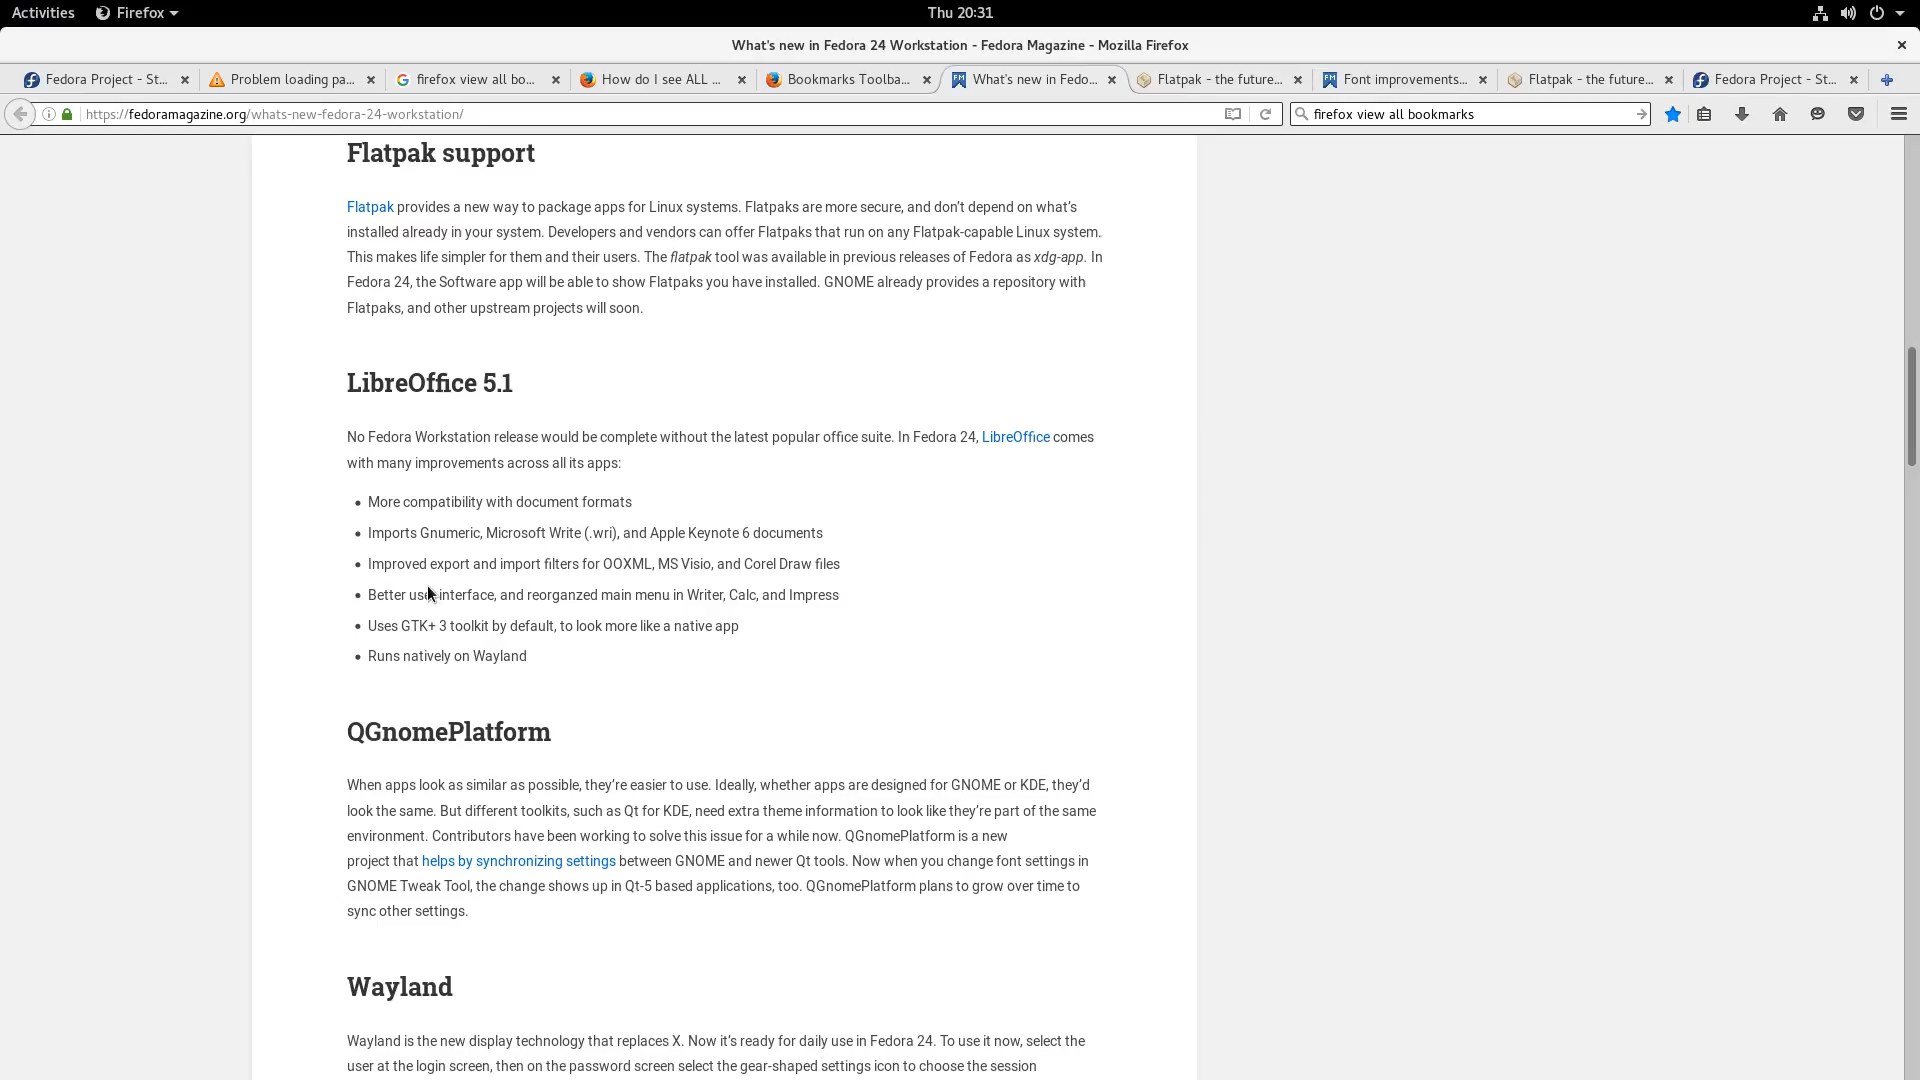 Activities Firefox Thu 20:31
What's new in Fedora 24 Workstation - Fedora Magazine - Mozilla Firefox
Fedora Project - St... Problem loading pa... firefox view all bo... How do I see ALL ... Bookmarks Toolba... What's new in Fedo... Flatpak - the future... Font improvements... Flatpak - the future... Fedora Project - St...
https://fedoramagazine.org/whats-new-fedora-24-workstation/ firefox view all bookmarks
Flatpak support
Flatpak provides a new way to package apps for Linux systems. Flatpaks are more secure, and don’t depend on what’s
installed already in your system. Developers and vendors can offer Flatpaks that run on any Flatpak-capable Linux system.
This makes life simpler for them and their users. The flatpak tool was available in previous releases of Fedora as xdg-app. In
Fedora 24, the Software app will be able to show Flatpaks you have installed. GNOME already provides a repository with
Flatpaks, and other upstream projects will soon.
LibreOffice 5.1
No Fedora Workstation release would be complete without the latest popular office suite. In Fedora 24, LibreOffice comes
with many improvements across all its apps:
• More compatibility with document formats
• Imports Gnumeric, Microsoft Write (.wri), and Apple Keynote 6 documents
• Improved export and import filters for OOXML, MS Visio, and Corel Draw files
• Better user interface, and reorganzed main menu in Writer, Calc, and Impress
• Uses GTK+ 3 toolkit by default, to look more like a native app
• Runs natively on Wayland
QGnomePlatform
When apps look as similar as possible, they’re easier to use. Ideally, whether apps are designed for GNOME or KDE, they’d
look the same. But different toolkits, such as Qt for KDE, need extra theme information to look like they’re part of the same
environment. Contributors have been working to solve this issue for a while now. QGnomePlatform is a new
project that helps by synchronizing settings between GNOME and newer Qt tools. Now when you change font settings in
GNOME Tweak Tool, the change shows up in Qt-5 based applications, too. QGnomePlatform plans to grow over time to
sync other settings.
Wayland
Wayland is the new display technology that replaces X. Now it’s ready for daily use in Fedora 24. To use it now, select the
user at the login screen, then on the password screen select the gear-shaped settings icon to choose the session